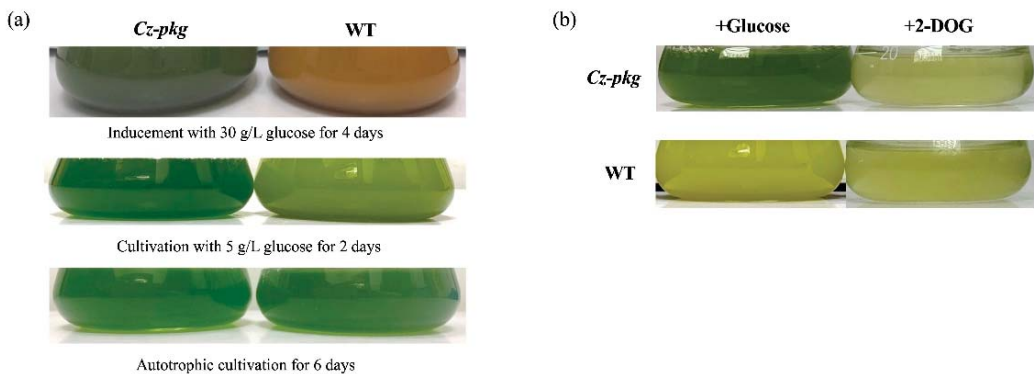 (a)
Cz-pkg WT
Inducement with 30 g/L glucose for 4 days
Cultivation with 5 g/L glucose for 2 days
Autotrophic cultivation for 6 days
(b)
+Glucose +2-DOG
Cz-pkg
20
WT